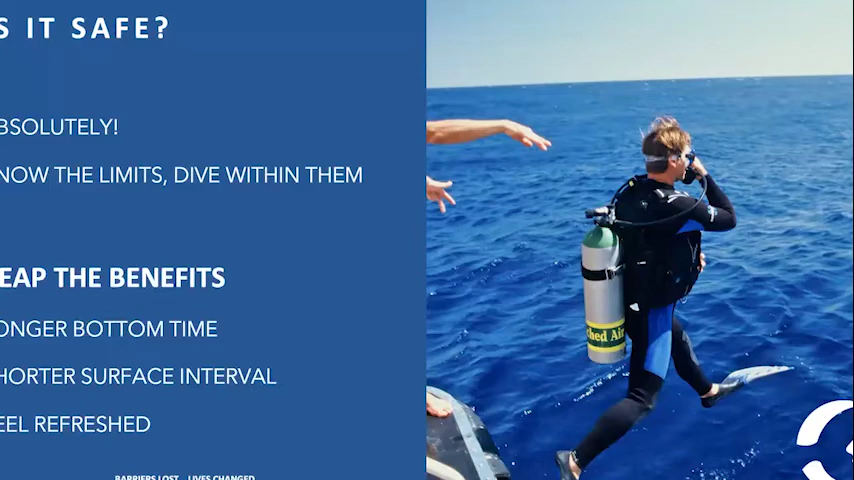 S IT SAFE?
BSOLUTELY!
NOW THE LIMITS, DIVE WITHIN THEM
EAP THE BENEFITS
ONGER BOTTOM TIME
HORTER SURFACE INTERVAL
EEL REFRESHED
ched Air
BARRIERS LOST... LIVES CHANGED